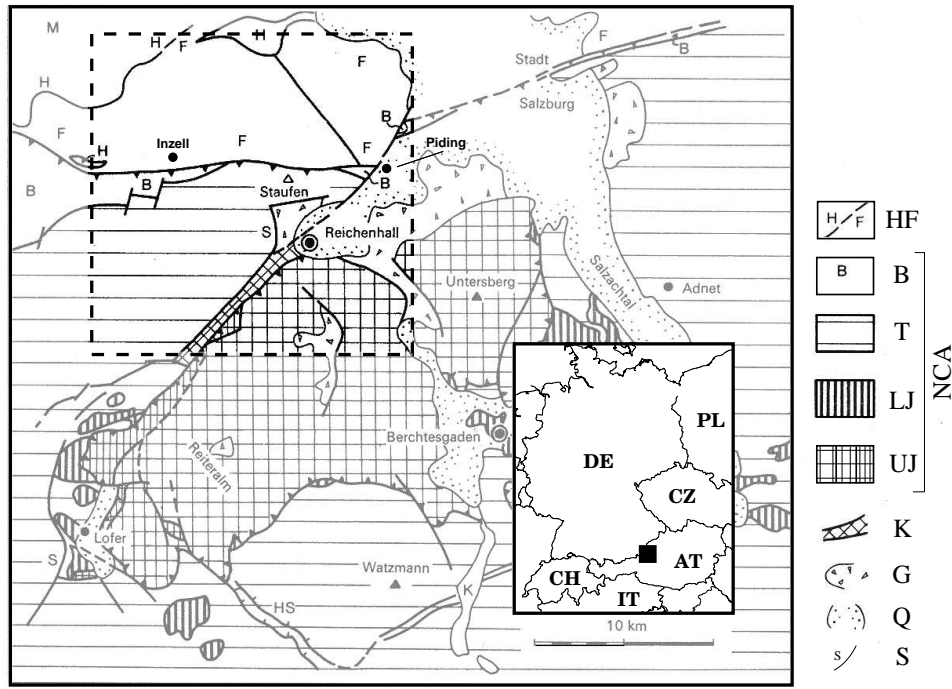 M
H F
H
F
F
Stadt
B
H
Salzburg
B
F
H
Inzell
F
F
Piding
B
B
B
Staufen
S
Reichenhall
Untersberg
Salzachtal
Adnet
Berchtesgaden
Reiteralm
Lofer
S
Watzmann
K
HS
10 km
DE
PL
CZ
AT
CH
IT
H F HF
B B
T
LJ
UJ
NCA
K
G
Q
S S